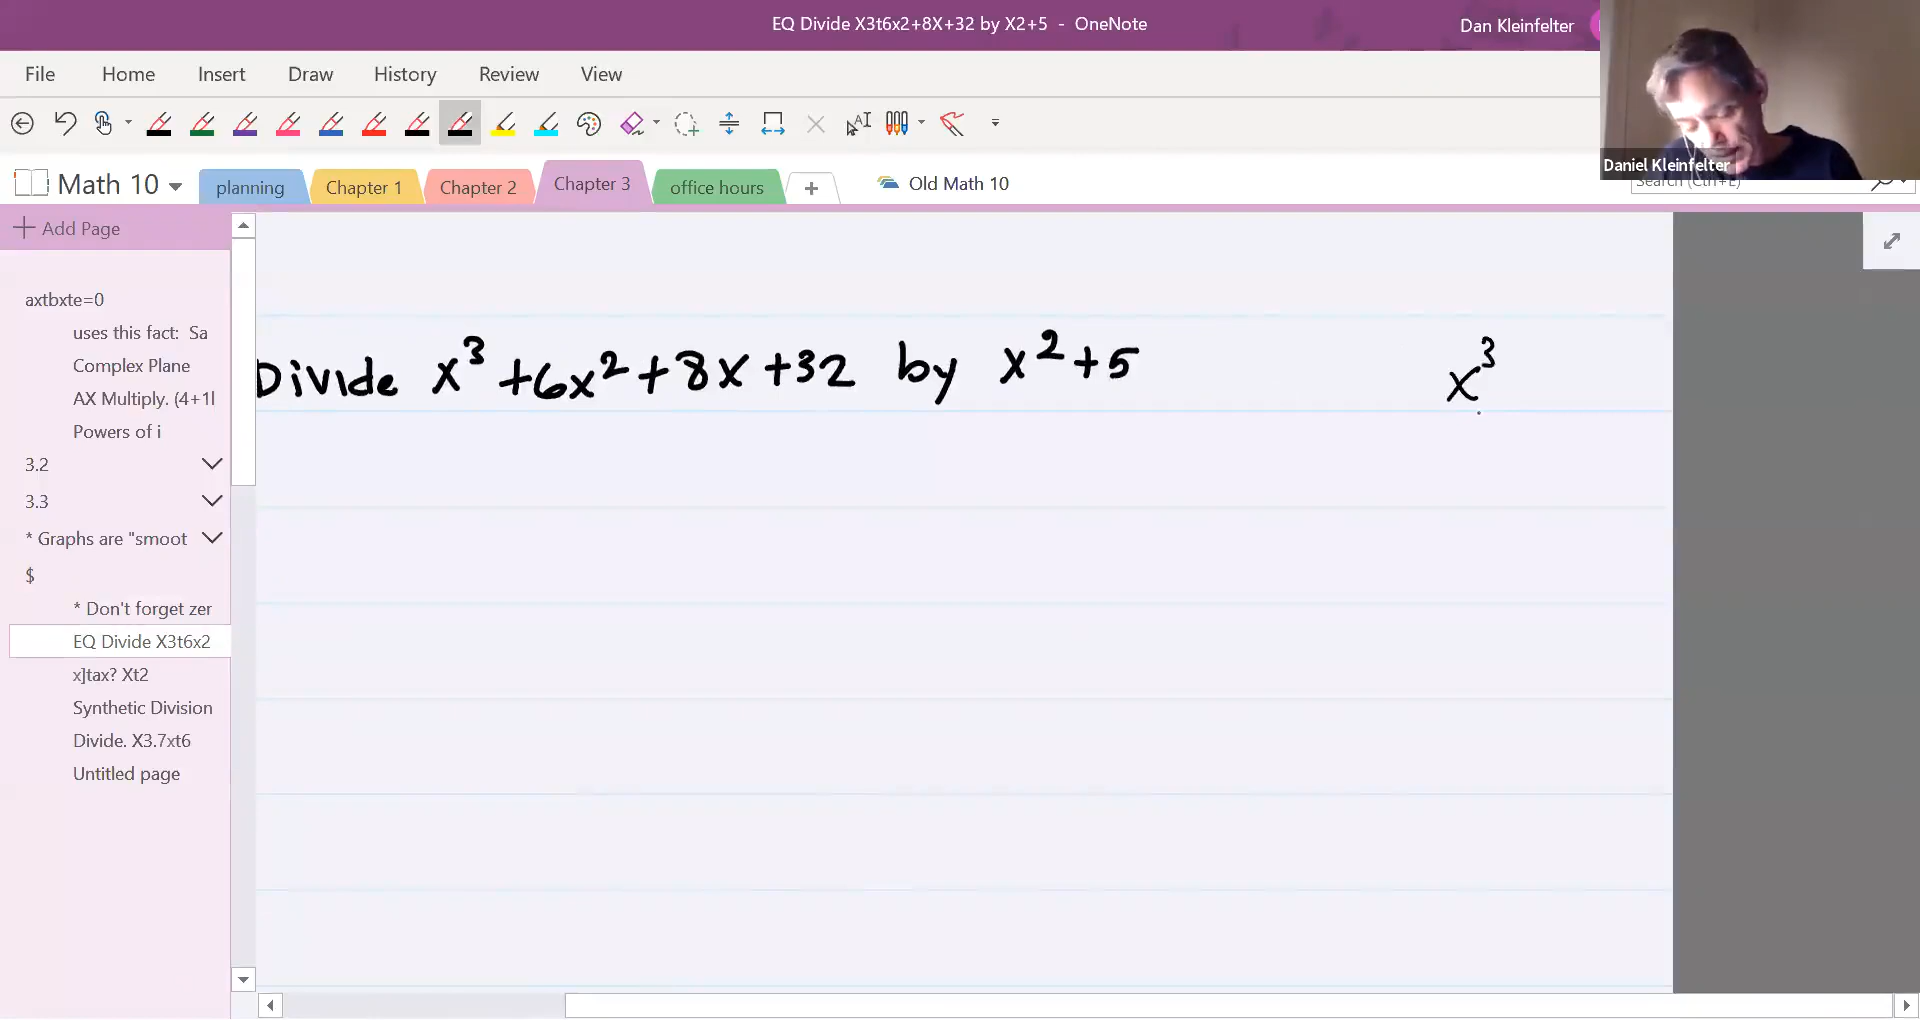 EQ Divide X3t6x2+8X+32 by X2+5 - OneNote
Dan Kleinfelter
File Home Insert Draw History Review View
Daniel Kleinfelter
Math 10 planning Chapter 1 Chapter 2 Chapter 3 office hours + Old Math 10
Search (Ctrl+E)
Add Page
axtbxte=0
uses this fact: Sa
Complex Plane
AX Multiply. (4+1l
Powers of i
3.2
3.3
* Graphs are "smoot
$
* Don't forget zer
EQ Divide X3t6x2
x]tax? Xt2
Synthetic Division
Divide. X3.7xt6
Untitled page
Divide x³ +6x²+8x+32 by x²+5
x³